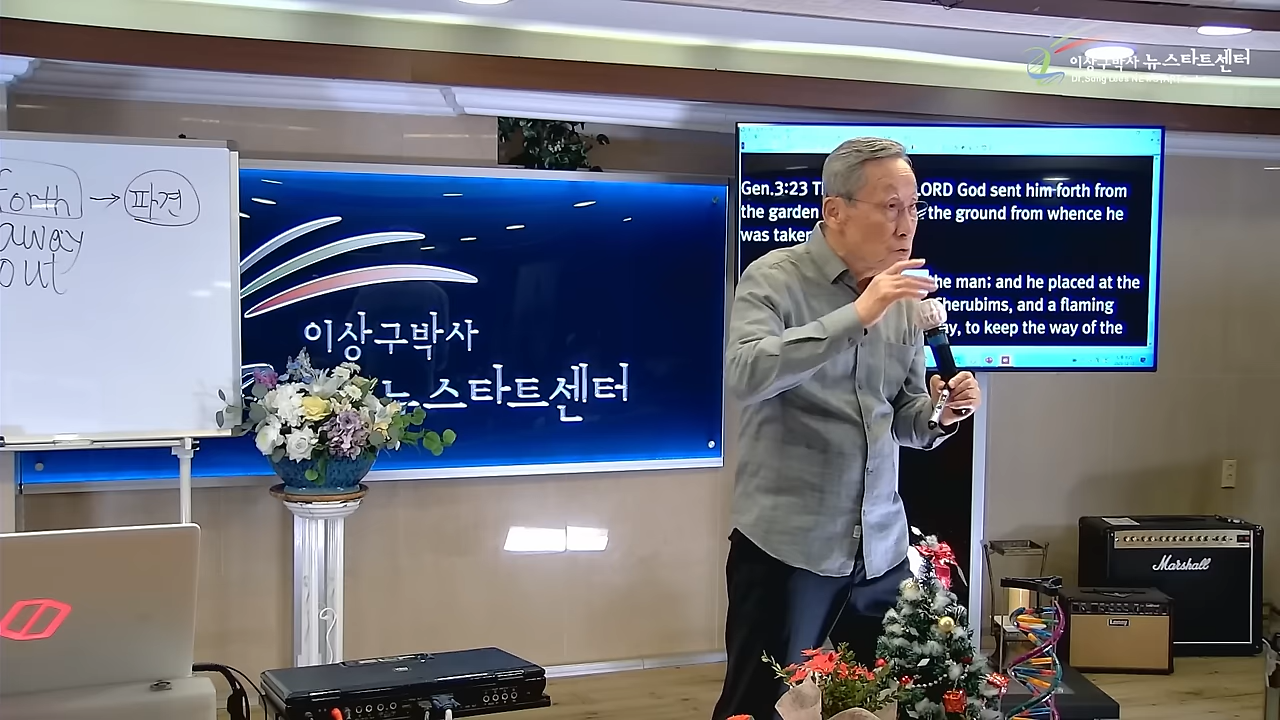 이상구박사 뉴스타트센터
forth → 파견
away
out
이상구박사
뉴스타트센터
Gen.3:23 LORD God sent him forth from
the garden the ground from whence he
was taken
the man: and he placed at the
Cherubims, and a flaming
to keep the way of the
Marshall
Laney